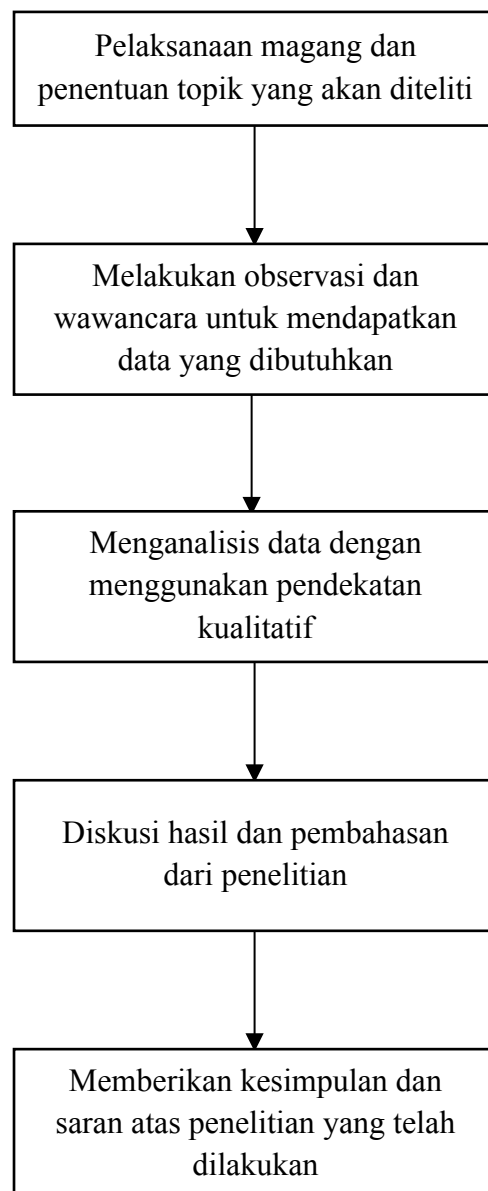 Pelaksanaan magang dan
penentuan topik yang akan diteliti
Melakukan observasi dan
wawancara untuk mendapatkan
data yang dibutuhkan
Menganalisis data dengan
menggunakan pendekatan
kualitatif
Diskusi hasil dan pembahasan
dari penelitian
Memberikan kesimpulan dan
saran atas penelitian yang telah
dilakukan